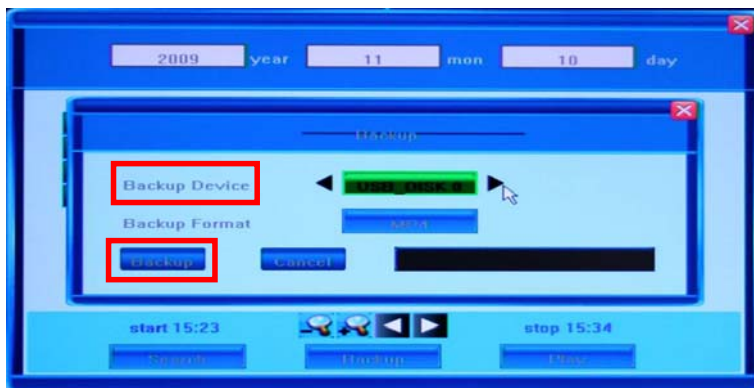 2009 year 11 mon 10 day
Backup
Backup Device USB_DISK 0
Backup Format MP4
Backup Cancel
start 15:23 stop 15:34
Search Backup Play